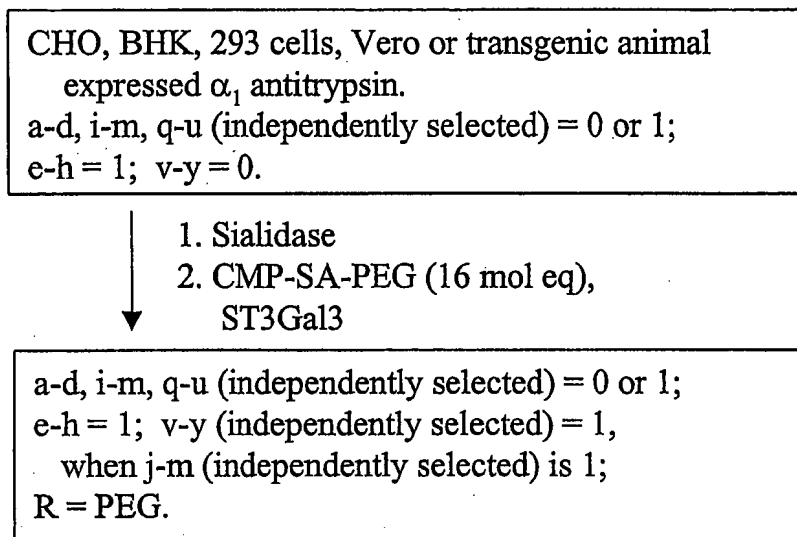 CHO, BHK, 293 cells, Vero or transgenic animal
expressed α₁ antitrypsin.
a-d, i-m, q-u (independently selected) = 0 or 1;
e-h = 1; v-y = 0.
1. Sialidase
2. CMP-SA-PEG (16 mol eq),
ST3Gal3
a-d, i-m, q-u (independently selected) = 0 or 1;
e-h = 1; v-y (independently selected) = 1,
when j-m (independently selected) is 1;
R = PEG.